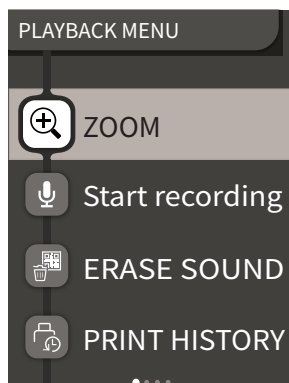 PLAYBACK MENU
ZOOM
Start recording
ERASE SOUND
PRINT HISTORY